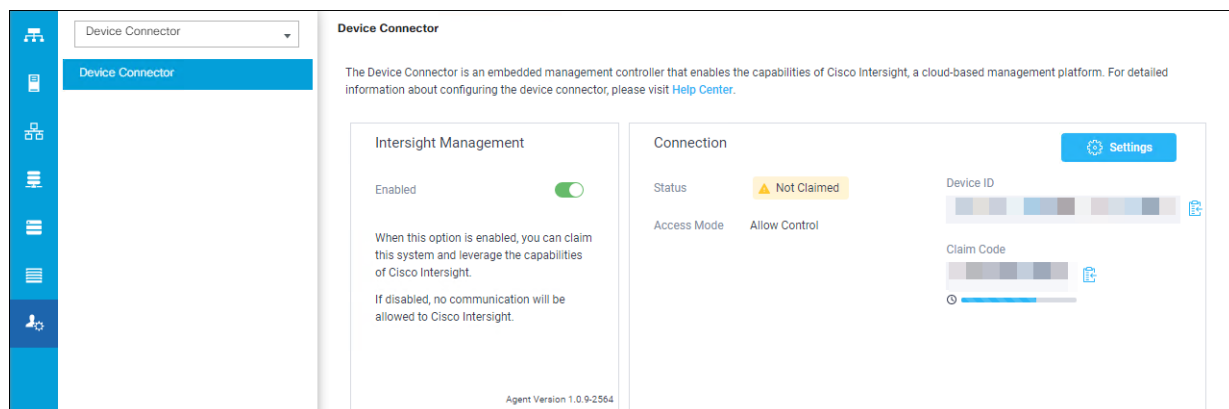 Device Connector
Device Connector
Device Connector
The Device Connector is an embedded management controller that enables the capabilities of Cisco Intersight, a cloud-based management platform. For detailed
information about configuring the device connector, please visit Help Center.
Intersight Management
Enabled
When this option is enabled, you can claim
this system and leverage the capabilities
of Cisco Intersight.
If disabled, no communication will be
allowed to Cisco Intersight.
Agent Version 1.0.9-2564
Connection
Settings
Status
Not Claimed
Access Mode
Allow Control
Device ID
Claim Code